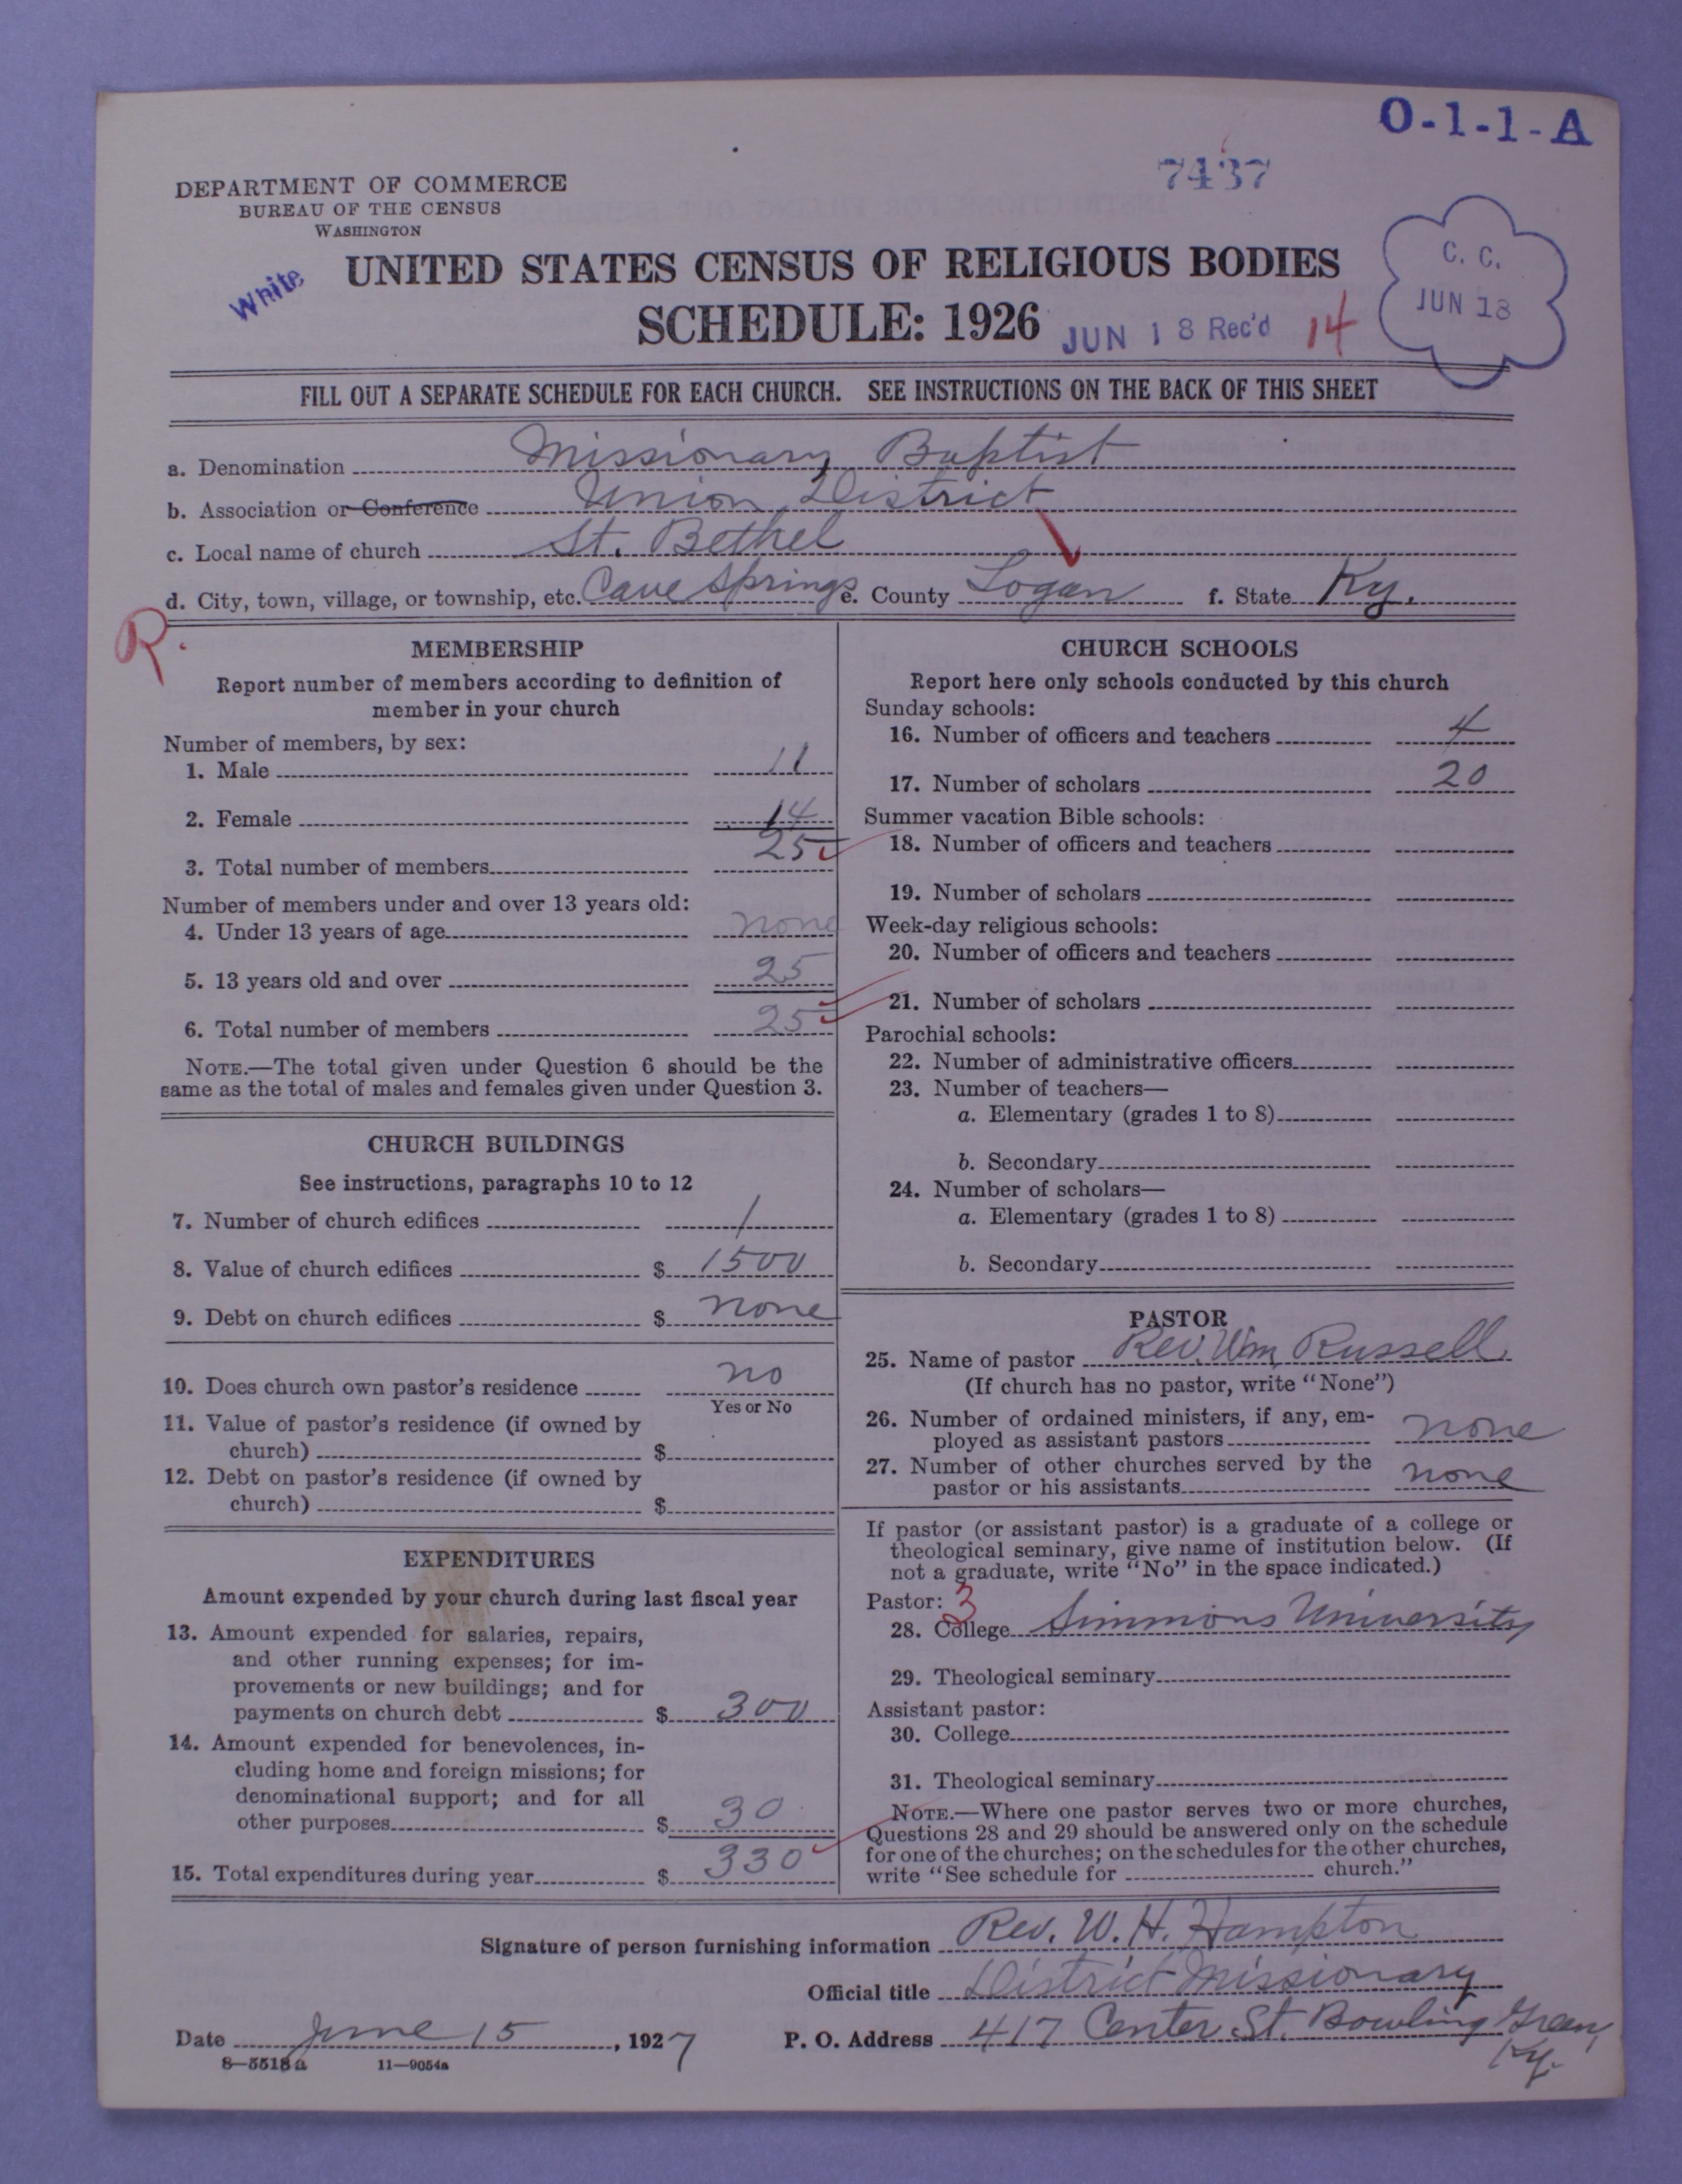 O-1-1-A
7437
DEPARTMENT OF COMMERCE
BUREAU OF THE CENSUS
WASHINGTON
White
UNITED STATES CENSUS OF RELIGIOUS BODIES
SCHEDULE: 1926
JUN 18 Rec'd 14
C. C.
JUN 18
FILL OUT A SEPARATE SCHEDULE FOR EACH CHURCH. SEE INSTRUCTIONS ON THE BACK OF THIS SHEET
a. Denomination Missionary Baptist
b. Association or Conference Union District
c. Local name of church St. Bethel
d. City, town, village, or township, etc. Cave Springs e. County Logan f. State Ky.
R.
MEMBERSHIP
Report number of members according to definition of
member in your church
Number of members, by sex:
1. Male 11
2. Female 14
3. Total number of members 25
Number of members under and over 13 years old:
4. Under 13 years of age none
5. 13 years old and over 25
6. Total number of members 25
NOTE.—The total given under Question 6 should be the
same as the total of males and females given under Question 3.
CHURCH BUILDINGS
See instructions, paragraphs 10 to 12
7. Number of church edifices 1
8. Value of church edifices $ 1500
9. Debt on church edifices $ none
10. Does church own pastor's residence no
Yes or No
11. Value of pastor's residence (if owned by
church) $
12. Debt on pastor's residence (if owned by
church) $
EXPENDITURES
Amount expended by your church during last fiscal year
13. Amount expended for salaries, repairs,
and other running expenses; for im-
provements or new buildings; and for
payments on church debt $ 300
14. Amount expended for benevolences, in-
cluding home and foreign missions; for
denominational support; and for all
other purposes $ 30
15. Total expenditures during year $ 330
CHURCH SCHOOLS
Report here only schools conducted by this church
Sunday schools:
16. Number of officers and teachers 4
17. Number of scholars 20
Summer vacation Bible schools:
18. Number of officers and teachers
19. Number of scholars
Week-day religious schools:
20. Number of officers and teachers
21. Number of scholars
Parochial schools:
22. Number of administrative officers
23. Number of teachers—
a. Elementary (grades 1 to 8)
b. Secondary
24. Number of scholars—
a. Elementary (grades 1 to 8)
b. Secondary
PASTOR
25. Name of pastor Rev. Wm Russell
(If church has no pastor, write "None")
26. Number of ordained ministers, if any, em-
ployed as assistant pastors none
27. Number of other churches served by the
pastor or his assistants none
If pastor (or assistant pastor) is a graduate of a college or
theological seminary, give name of institution below. (If
not a graduate, write "No" in the space indicated.)
Pastor: 3
28. College Simmons University
29. Theological seminary
Assistant pastor:
30. College
31. Theological seminary
NOTE.—Where one pastor serves two or more churches,
Questions 28 and 29 should be answered only on the schedule
for one of the churches; on the schedules for the other churches,
write "See schedule for church."
Signature of person furnishing information Rev. W. H. Hampton
Official title District Missionary
Date June 15, 1927 P. O. Address 417 Center St. Bowling Green,
Ky.
8—5518a 11—9054a